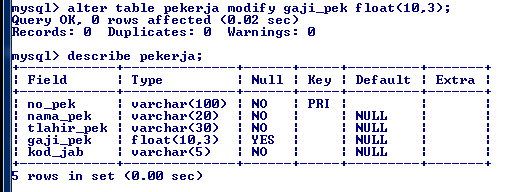 mysql> alter table pekerja modify gaji_pek float(10,3);
Query OK, 0 rows affected (0.02 sec)
Records: 0  Duplicates: 0  Warnings: 0
mysql> describe pekerja;
+------------+--------------+------+-----+---------+-------+
| Field      | Type         | Null | Key | Default | Extra |
+------------+--------------+------+-----+---------+-------+
| no_pek     | varchar(100) | NO   | PRI |         |       |
| nama_pek   | varchar(20)  | NO   |     | NULL    |       |
| tlahir_pek | varchar(30)  | NO   |     | NULL    |       |
| gaji_pek   | float(10,3)  | YES  |     | NULL    |       |
| kod_jab    | varchar(5)   | NO   |     | NULL    |       |
+------------+--------------+------+-----+---------+-------+
5 rows in set (0.00 sec)